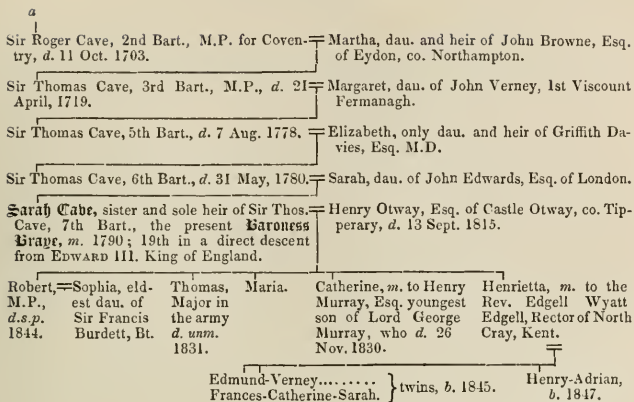 a
Sir Roger Cave, 2nd Bart., M.P. for Coven-
try, d. 11 Oct. 1703.
Martha, dau. and heir of John Browne, Esq.
of Eydon, co. Northampton.
Sir Thomas Cave, 3rd Bart., M.P., d. 21
April, 1719.
Margaret, dau. of John Verney, 1st Viscount
Fermanagh.
Sir Thomas Cave, 5th Bart., d. 7 Aug. 1778.
Elizabeth, only dau. and heir of Griffith Da-
vies, Esq. M.D.
Sir Thomas Cave, 6th Bart., d. 31 May, 1780.
Sarah, dau. of John Edwards, Esq. of London.
Sarah Cave, sister and sole heir of Sir Thos.
Cave, 7th Bart., the present Baroness
Braye, m. 1790; 19th in a direct descent
from EDWARD III. King of England.
Henry Otway, Esq. of Castle Otway, co. Tip-
perary, d. 13 Sept. 1815.
Robert,
M.P.,
d.s.p.
1844.
Sophia, eld-
est dau. of
Sir Francis
Burdett, Bt.
Thomas,
Major in
the army
d. unm.
1831.
Maria.
Catherine, m. to Henry
Murray, Esq. youngest
son of Lord George
Murray, who d. 26
Nov. 1830.
Henrietta, m. to the
Rev. Edgell Wyatt
Edgell, Rector of North
Cray, Kent.
Edmund-Verney.........
Frances-Catherine-Sarah.
} twins, b. 1845.
Henry-Adrian,
b. 1847.